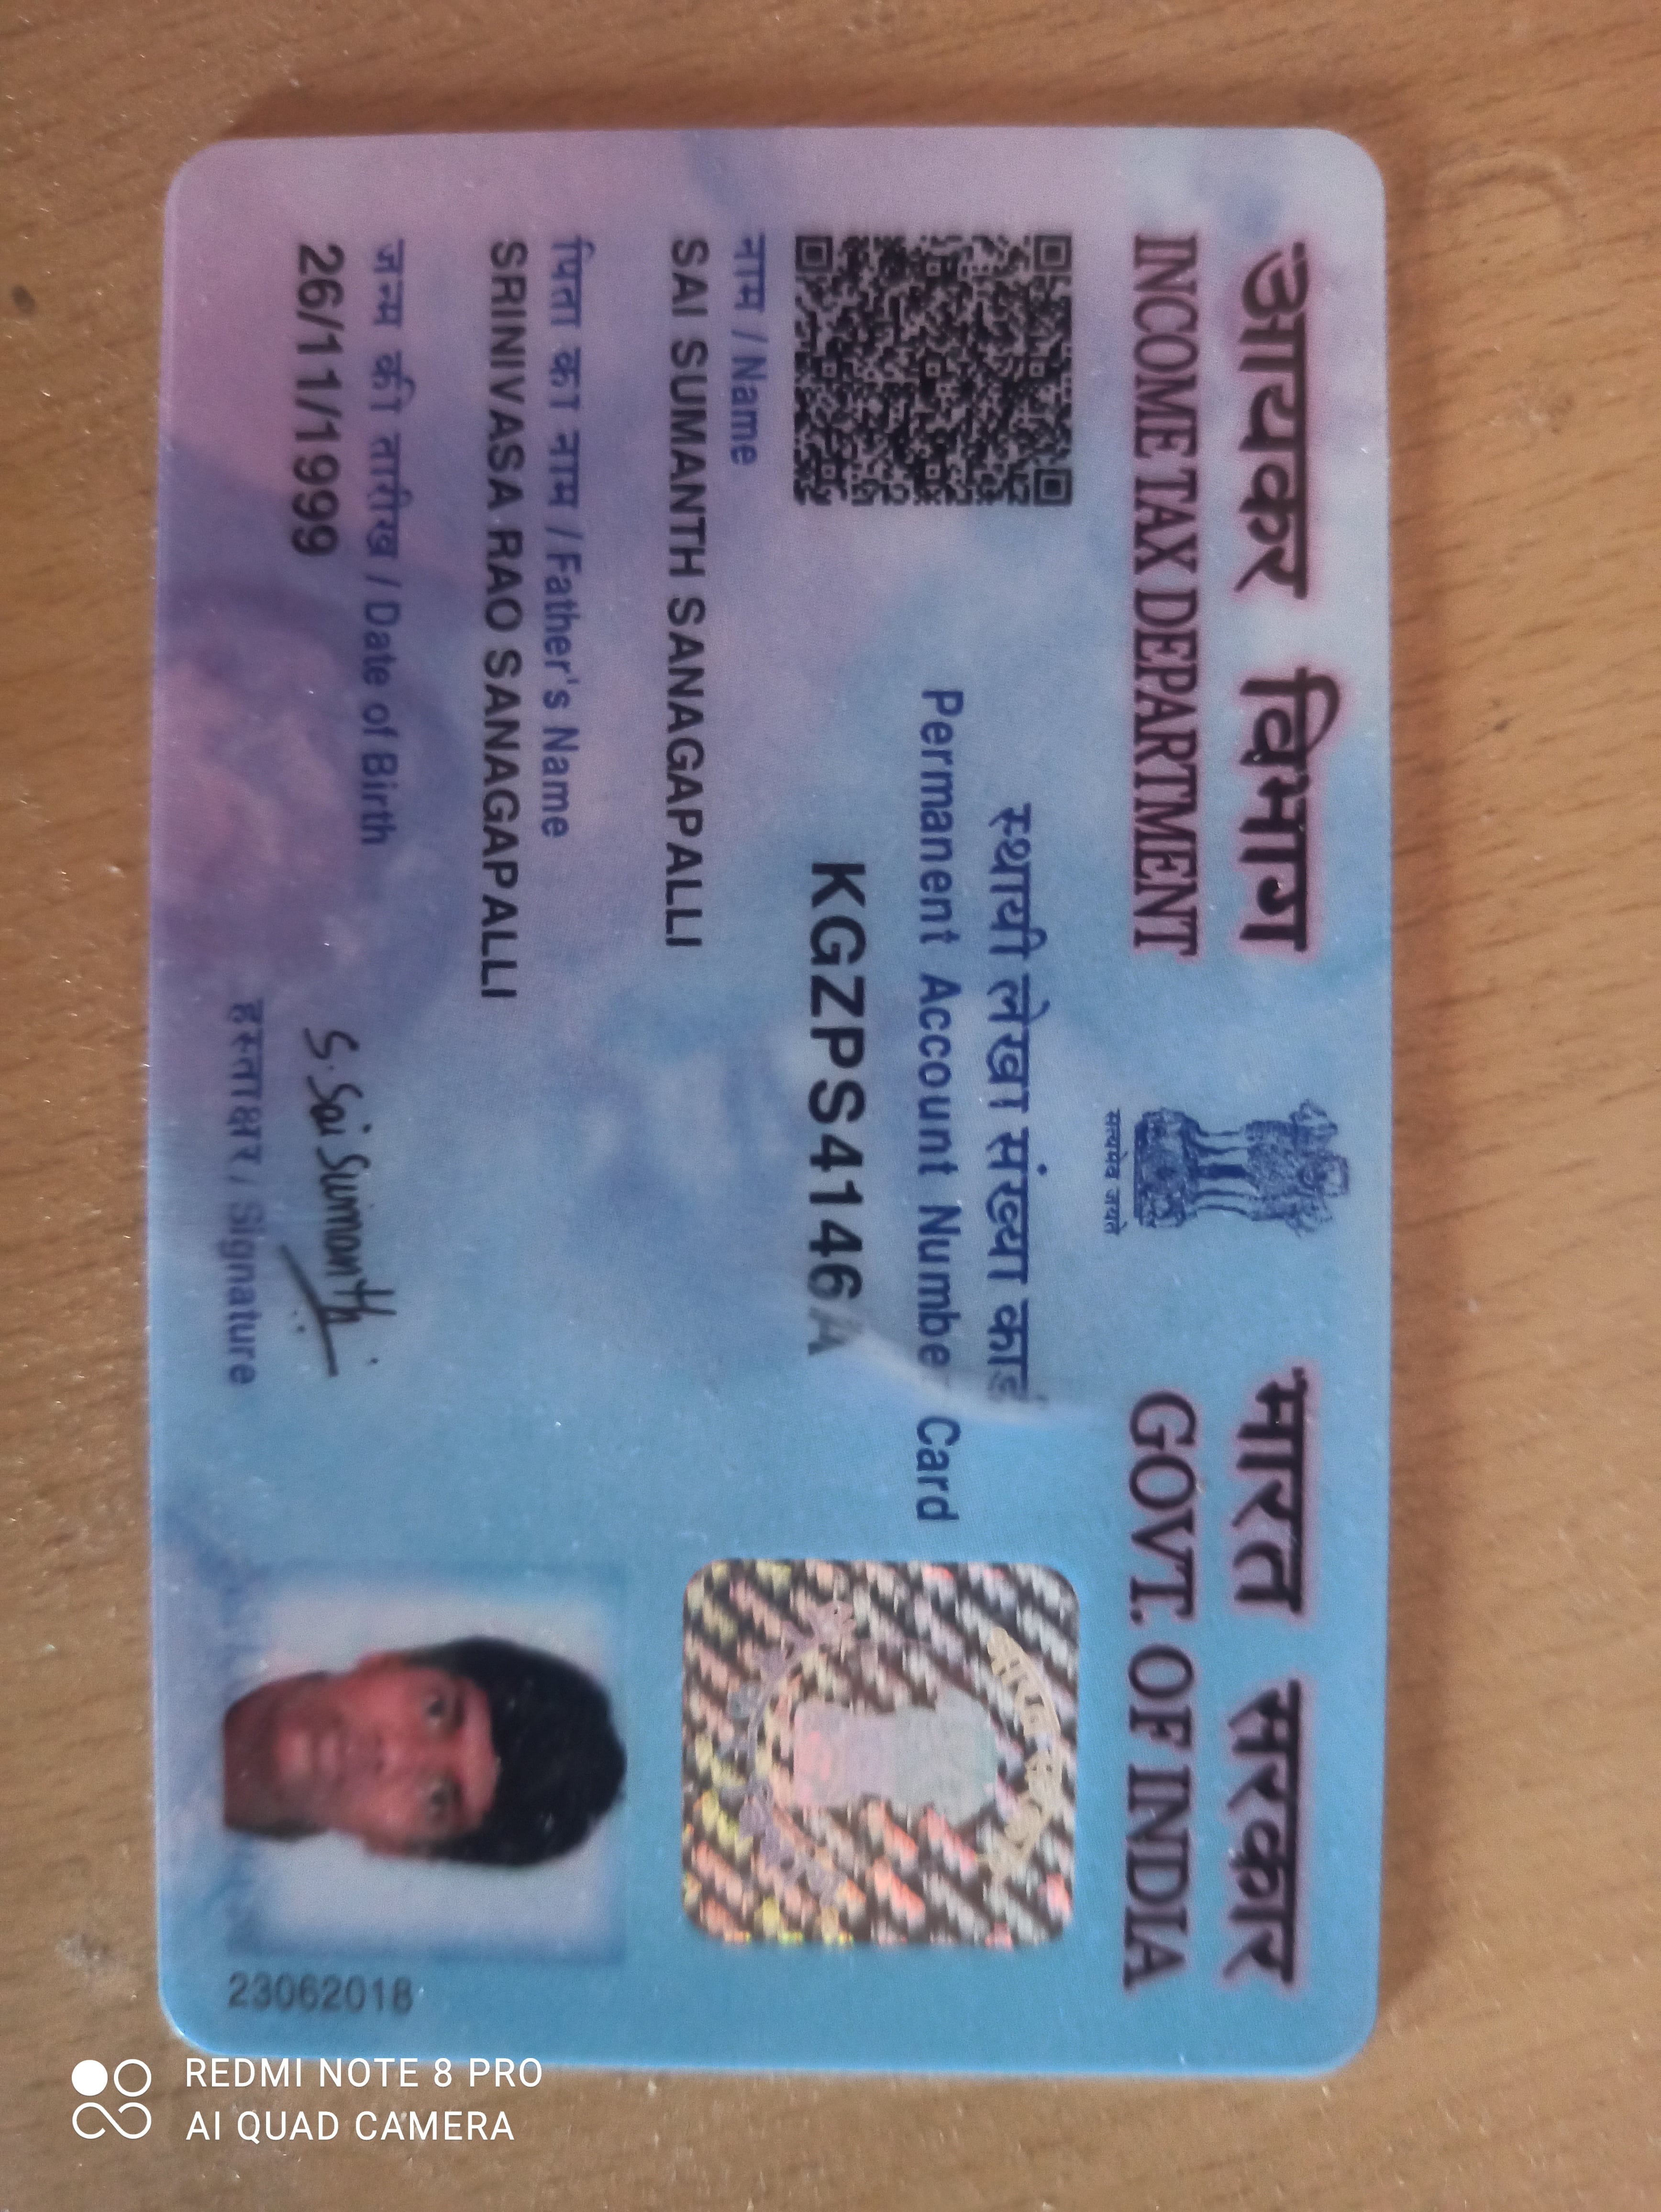 आयकर विभाग
INCOME TAX DEPARTMENT
सत्यमेव जयते
भारत सरकार
GOVT. OF INDIA
स्थायी लेखा संख्या कार्ड
Permanent Account Number Card
KGZPS4146A
नाम / Name
SAI SUMANTH SANAGAPALLI
पिता का नाम / Father's Name
SRINIVASA RAO SANAGAPALLI
जन्म की तारीख / Date of Birth
26/11/1999
S. Sai Sumanth
हस्ताक्षर / Signature
23062018
REDMI NOTE 8 PRO
AI QUAD CAMERA